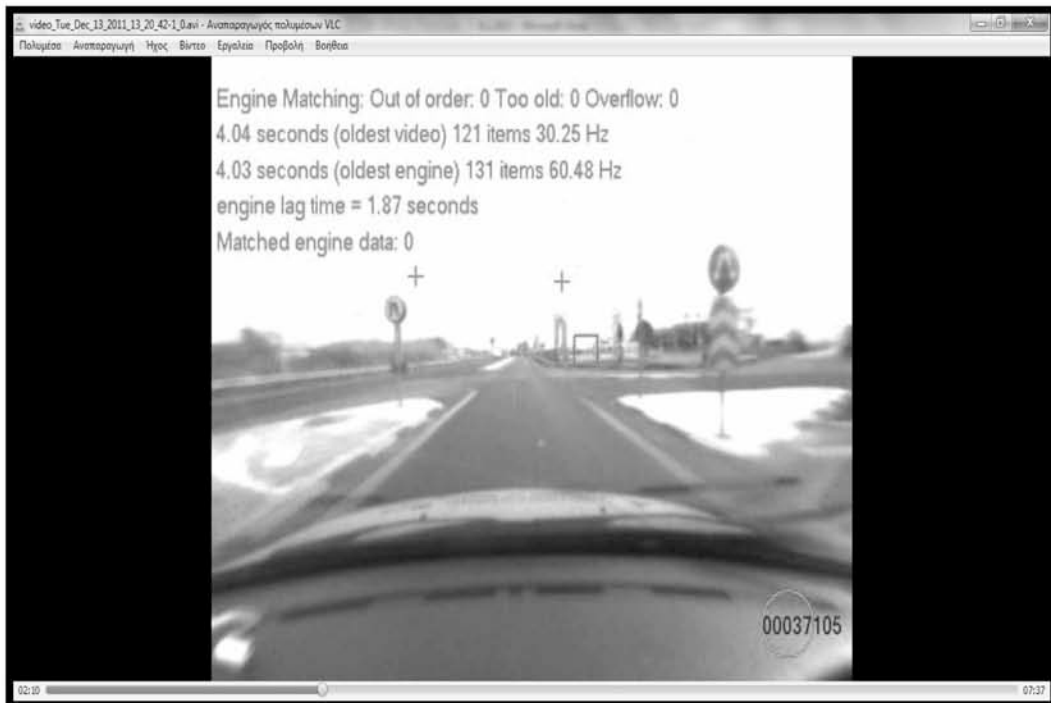 video_Tue_Dec_13_2011_13_20_42-1_0.avi - Αναπαραγωγός πολυμέσων VLC
Πολυμέσα Αναπαραγωγή Ήχος Βίντεο Εργαλεία Προβολή Βοήθεια
Engine Matching: Out of order: 0 Too old: 0 Overflow: 0
4.04 seconds (oldest video) 121 items 30.25 Hz
4.03 seconds (oldest engine) 131 items 60.48 Hz
engine lag time = 1.87 seconds
Matched engine data: 0
00037105
02:10
07:37